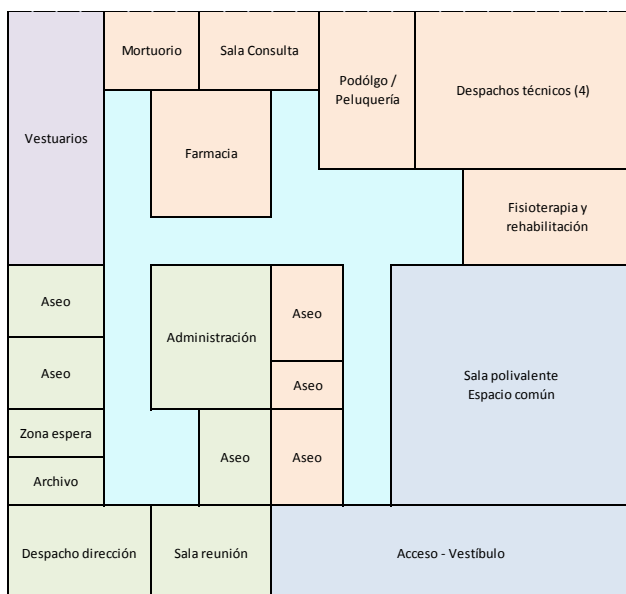 Mortuorio
Sala Consulta
Podólgo /
Peluquería
Despachos técnicos (4)
Vestuarios
Farmacia
Fisioterapia y
rehabilitación
Aseo
Administración
Aseo
Aseo
Aseo
Sala polivalente
Espacio común
Zona espera
Aseo
Aseo
Archivo
Despacho dirección
Sala reunión
Acceso - Vestíbulo